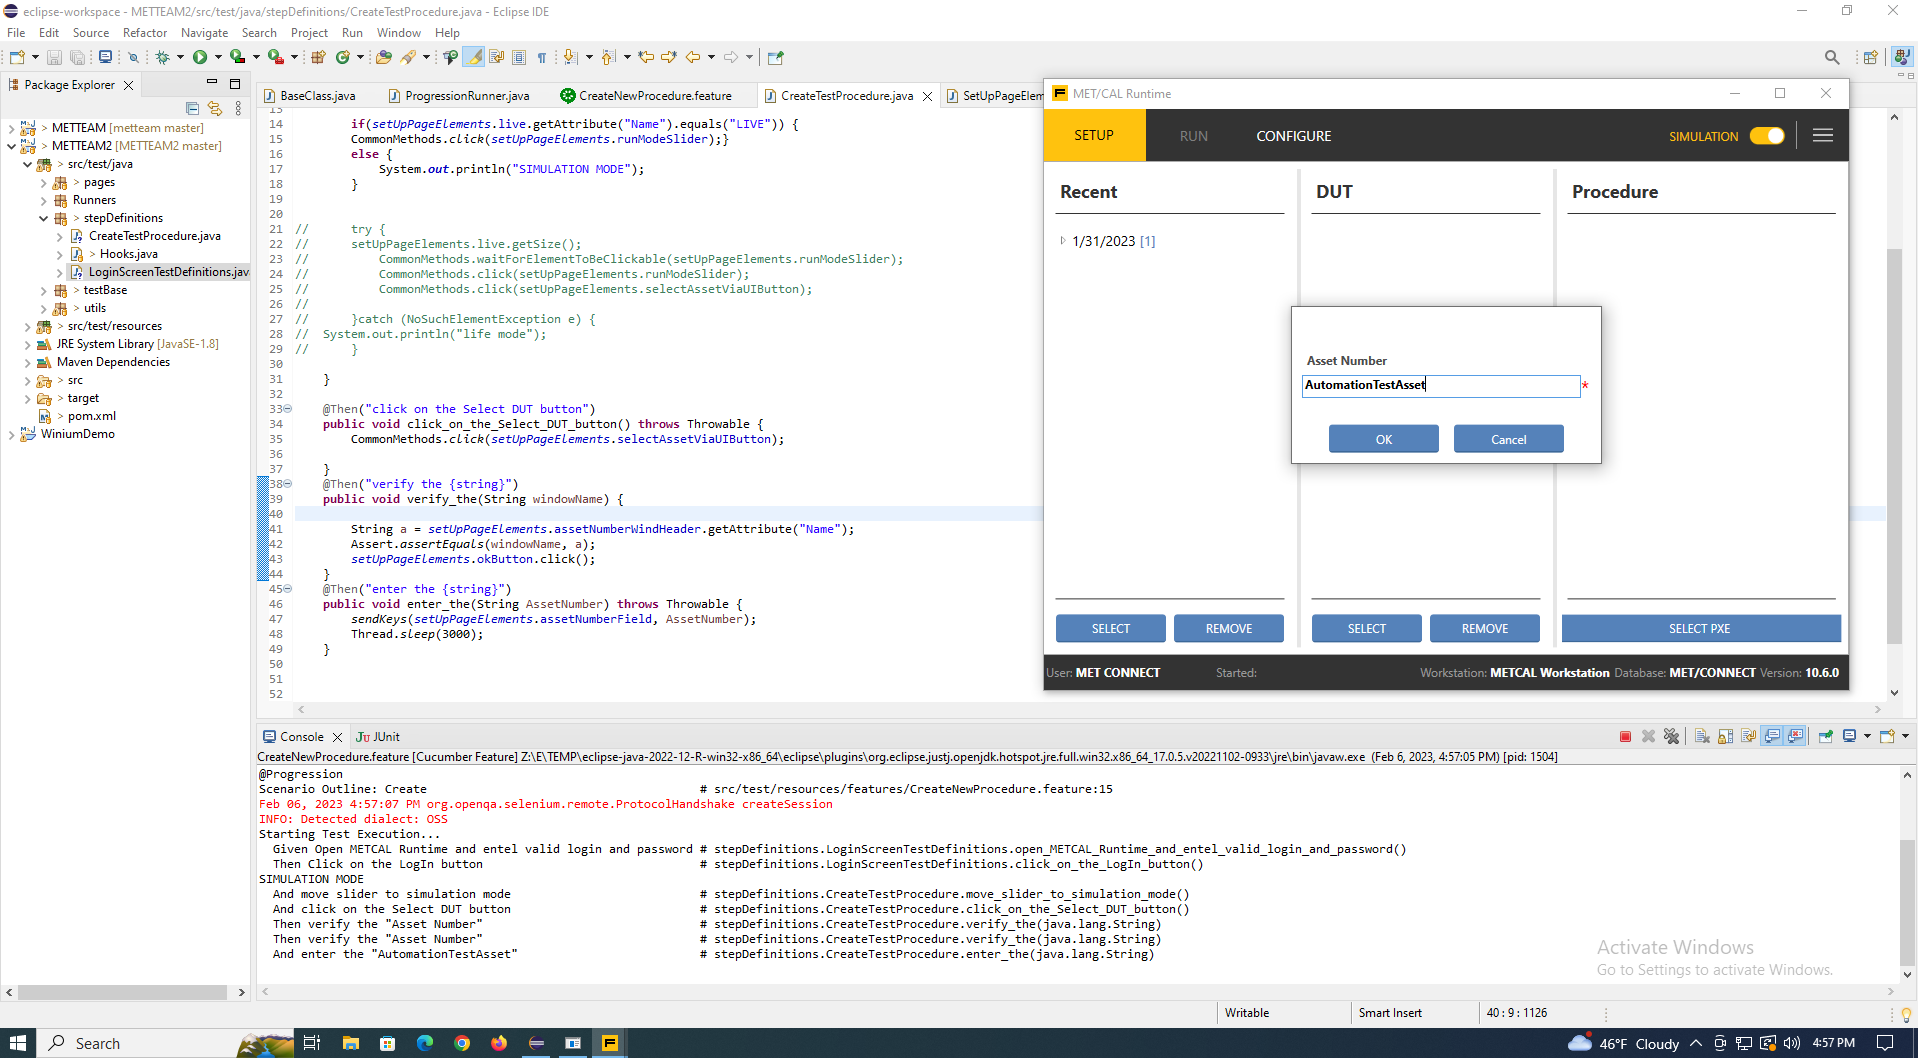 eclipse-workspace - METTEAM2/src/test/java/stepDefinitions/CreateTestProcedure.java - Eclipse IDE
File Edit Source Refactor Navigate Search Project Run Window Help
Package Explorer
METTEAM [metteam master]
METTEAM2 [METTEAM2 master]
src/test/java
pages
Runners
stepDefinitions
CreateTestProcedure.java
Hooks.java
LoginScreenTestDefinitions.jav
testBase
utils
src/test/resources
JRE System Library [JavaSE-1.8]
Maven Dependencies
src
target
pom.xml
WiniumDemo
BaseClass.java ProgressionRunner.java CreateNewProcedure.feature CreateTestProcedure.java SetUpPageElem
14 if(setUpPageElements.live.getAttribute("Name").equals("LIVE")) {
15 CommonMethods.click(setUpPageElements.runModeSlider);}
16 else {
17 System.out.println("SIMULATION MODE");
18 }
19
20
21 // try {
22 // setUpPageElements.live.getSize();
23 // CommonMethods.waitForElementToBeClickable(setUpPageElements.runModeSlider);
24 // CommonMethods.click(setUpPageElements.runModeSlider);
25 // CommonMethods.click(setUpPageElements.selectAssetViaUIButton);
26 //
27 // }catch (NoSuchElementException e) {
28 // System.out.println("life mode");
29 // }
30
31 }
32
33 @Then("click on the Select DUT button")
34 public void click_on_the_Select_DUT_button() throws Throwable {
35 CommonMethods.click(setUpPageElements.selectAssetViaUIButton);
36
37 }
38 @Then("verify the {string}")
39 public void verify_the(String windowName) {
40
41 String a = setUpPageElements.assetNumberWindHeader.getAttribute("Name");
42 Assert.assertEquals(windowName, a);
43 setUpPageElements.okButton.click();
44 }
45 @Then("enter the {string}")
46 public void enter_the(String AssetNumber) throws Throwable {
47 sendKeys(setUpPageElements.assetNumberField, AssetNumber);
48 Thread.sleep(3000);
49 }
50
51
52
MET/CAL Runtime
SETUP RUN CONFIGURE SIMULATION
Recent DUT Procedure
1/31/2023 [1]
Asset Number
AutomationTestAsset *
OK Cancel
SELECT REMOVE SELECT REMOVE SELECT PXE
User: MET CONNECT Started: Workstation: METCAL Workstation Database: MET/CONNECT Version: 10.6.0
Console JUnit
CreateNewProcedure.feature [Cucumber Feature] Z:\E\TEMP\eclipse-java-2022-12-R-win32-x86_64\eclipse\plugins\org.eclipse.justj.openjdk.hotspot.jre.full.win32.x86_64_17.0.5.v20221102-0933\jre\bin\javaw.exe (Feb 6, 2023, 4:57:05 PM) [pid: 1504]
@Progression
Scenario Outline: Create # src/test/resources/features/CreateNewProcedure.feature:15
Feb 06, 2023 4:57:07 PM org.openqa.selenium.remote.ProtocolHandshake createSession
INFO: Detected dialect: OSS
Starting Test Execution...
Given Open METCAL Runtime and entel valid login and password # stepDefinitions.LoginScreenTestDefinitions.open_METCAL_Runtime_and_entel_valid_login_and_password()
Then Click on the LogIn button # stepDefinitions.LoginScreenTestDefinitions.click_on_the_LogIn_button()
SIMULATION MODE
And move slider to simulation mode # stepDefinitions.CreateTestProcedure.move_slider_to_simulation_mode()
And click on the Select DUT button # stepDefinitions.CreateTestProcedure.click_on_the_Select_DUT_button()
Then verify the "Asset Number" # stepDefinitions.CreateTestProcedure.verify_the(java.lang.String)
Then verify the "Asset Number" # stepDefinitions.CreateTestProcedure.verify_the(java.lang.String)
And enter the "AutomationTestAsset" # stepDefinitions.CreateTestProcedure.enter_the(java.lang.String)
Activate Windows
Go to Settings to activate Windows.
Writable Smart Insert 40 : 9 : 1126
Search 46°F Cloudy 4:57 PM